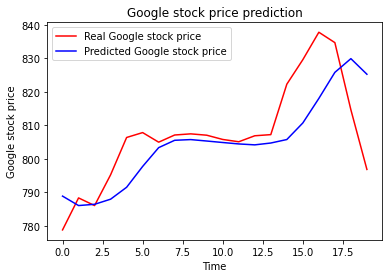 Google stock price prediction
Real Google stock price
Predicted Google stock price
Google stock price
840
830
820
810
800
790
780
0.0 2.5 5.0 7.5 10.0 12.5 15.0 17.5
Time